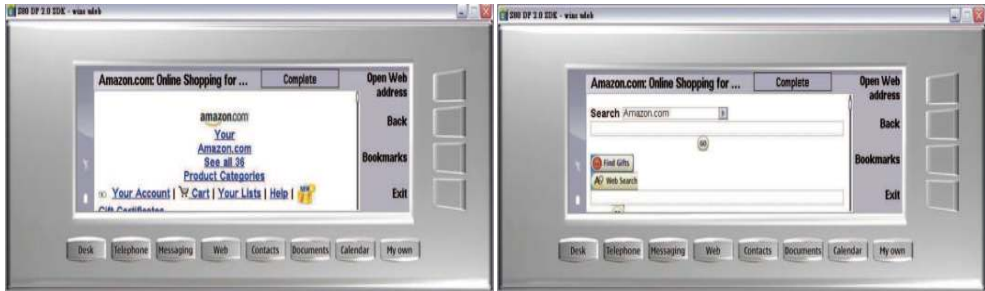 S80 DP 2.0 SDK - wins udeb
Amazon.com: Online Shopping for ...
Complete
Open Web
address
amazon.com
Your
Amazon.com
See all 36
Product Categories
Back
Bookmarks
Your Account | Cart | Your Lists | Help |
Exit
Gift Certificates
Desk
Telephone
Messaging
Web
Contacts
Documents
Calendar
My own
S80 DP 2.0 SDK - wins udeb
Amazon.com: Online Shopping for ...
Complete
Open Web
address
Search Amazon.com
Back
GO
Find Gifts
Bookmarks
A9 Web Search
Exit
Desk
Telephone
Messaging
Web
Contacts
Documents
Calendar
My own